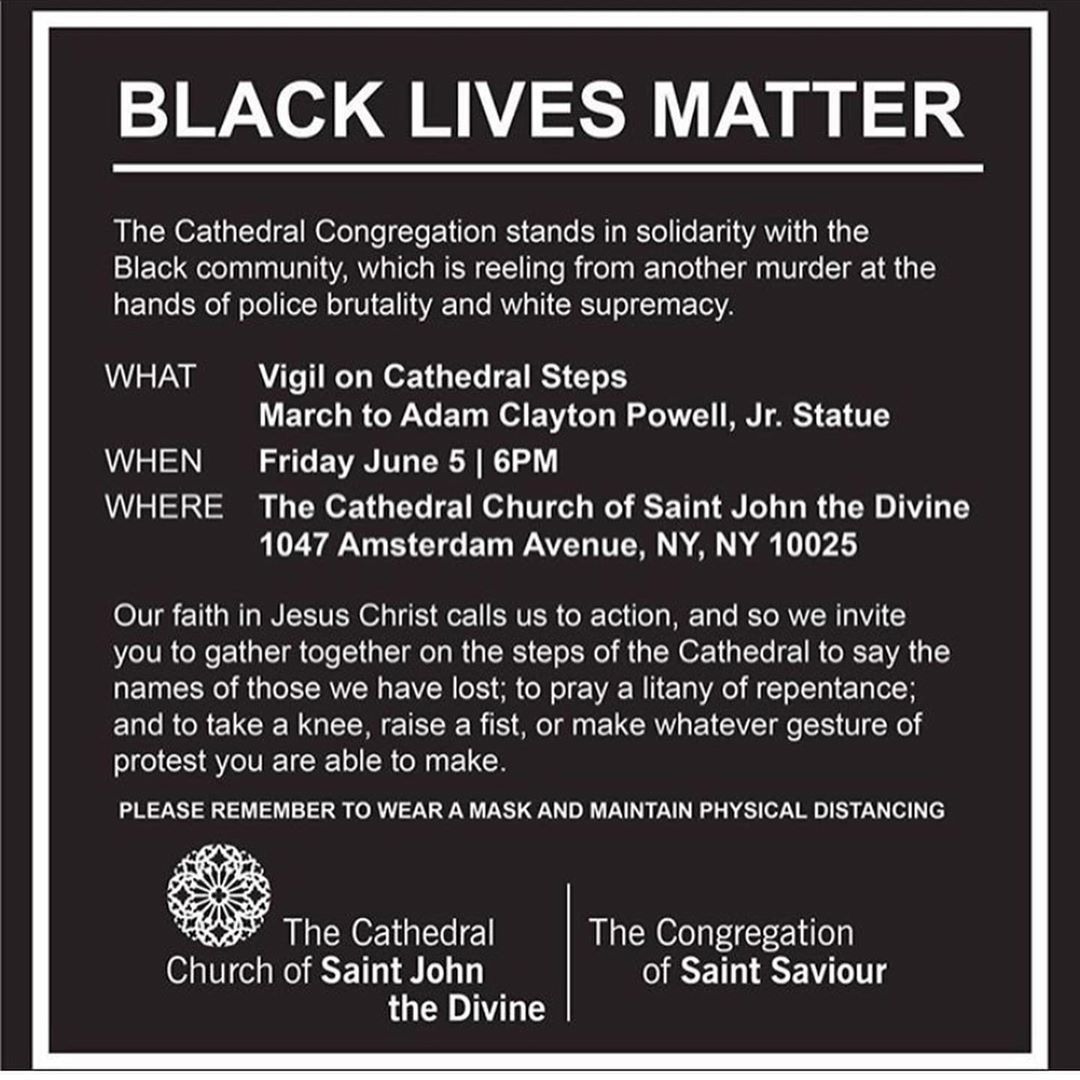 BLACK LIVES MATTER
The Cathedral Congregation stands in solidarity with the
Black community, which is reeling from another murder at the
hands of police brutality and white supremacy.
WHAT Vigil on Cathedral Steps
March to Adam Clayton Powell, Jr. Statue
WHEN Friday June 5 | 6PM
WHERE The Cathedral Church of Saint John the Divine
1047 Amsterdam Avenue, NY, NY 10025
Our faith in Jesus Christ calls us to action, and so we invite
you to gather together on the steps of the Cathedral to say the
names of those we have lost; to pray a litany of repentance;
and to take a knee, raise a fist, or make whatever gesture of
protest you are able to make.
PLEASE REMEMBER TO WEAR A MASK AND MAINTAIN PHYSICAL DISTANCING
The Cathedral
Church of Saint John
the Divine
The Congregation
of Saint Saviour